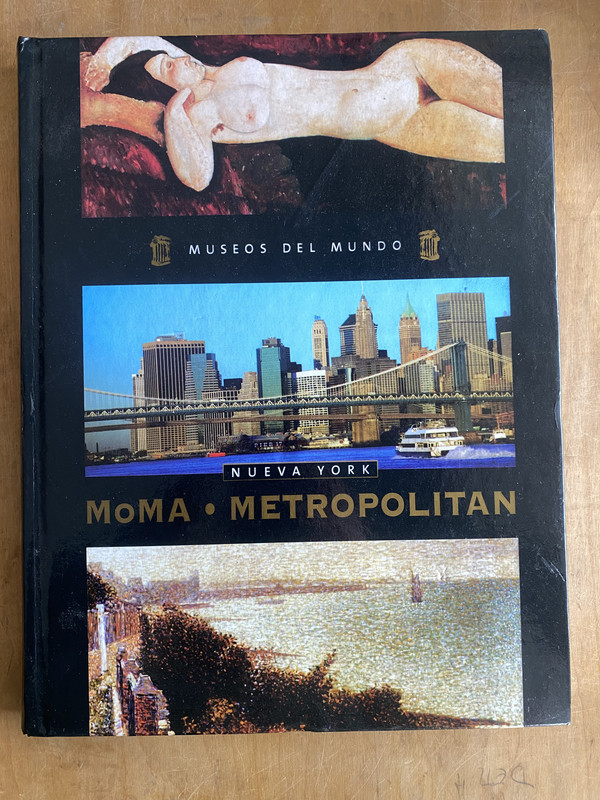 MUSEOS DEL MUNDO
NUEVA YORK
MoMA • METROPOLITAN